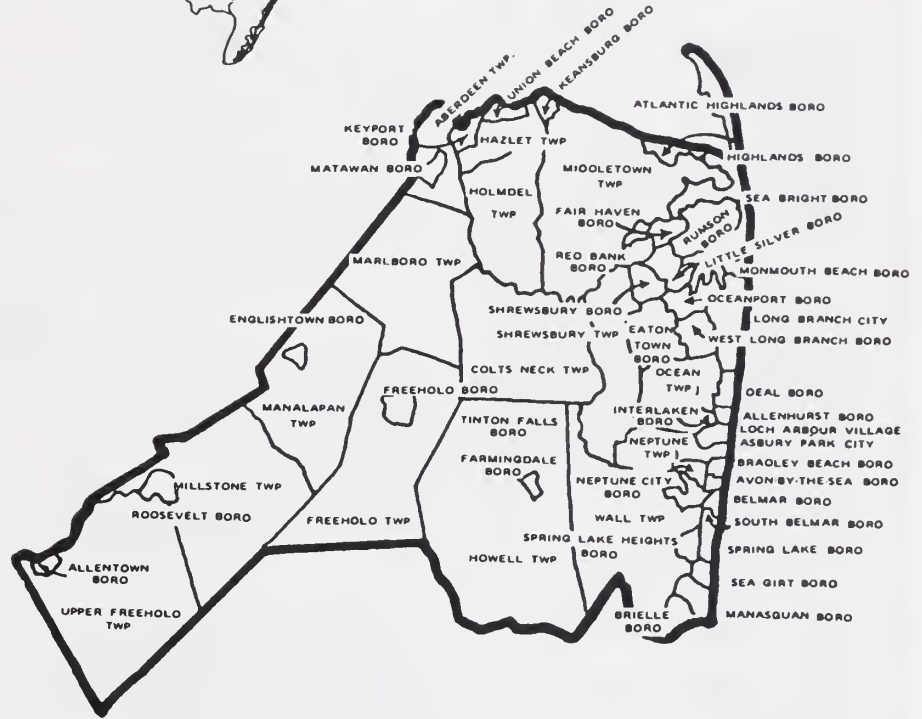 ABERDEEN TWP.
UNION BEACH BORO
KEANSBURG BORO
ATLANTIC HIGHLANDS BORO
KEYPORT
BORO
HAZLET TWP
MATAWAN BORO
MIDDLETOWN
TWP
HIGHLANDS BORO
HOLMDEL
TWP
SEA BRIGHT BORO
FAIR HAVEN
BORO
RUMSON
BORO
LITTLE SILVER BORO
RED BANK
BORO
MARLBORO TWP
MONMOUTH BEACH BORO
OCEANPORT BORO
SHREWSBURY BORO
ENGLISHTOWN BORO
LONG BRANCH CITY
SHREWSBURY TWP
EATON
TOWN
BORO
WEST LONG BRANCH BORO
COLTS NECK TWP
OCEAN
TWP
FREEHOLD BORO
DEAL BORO
MANALAPAN
TWP
TINTON FALLS
BORO
INTERLAKEN
BORO
ALLENHURST BORO
LOCH ARBOUR VILLAGE
ASBURY PARK CITY
NEPTUNE
TWP
FARMINGDALE
BORO
BRADLEY BEACH BORO
AVON-BY-THE-SEA BORO
NEPTUNE CITY
BORO
MILLSTONE TWP
BELMAR BORO
ROOSEVELT BORO
FREEHOLD TWP
WALL TWP
SOUTH BELMAR BORO
SPRING LAKE HEIGHTS
BORO
SPRING LAKE BORO
HOWELL TWP
ALLENTOWN
BORO
SEA GIRT BORO
UPPER FREEHOLD
TWP
BRIELLE
BORO
MANASQUAN BORO